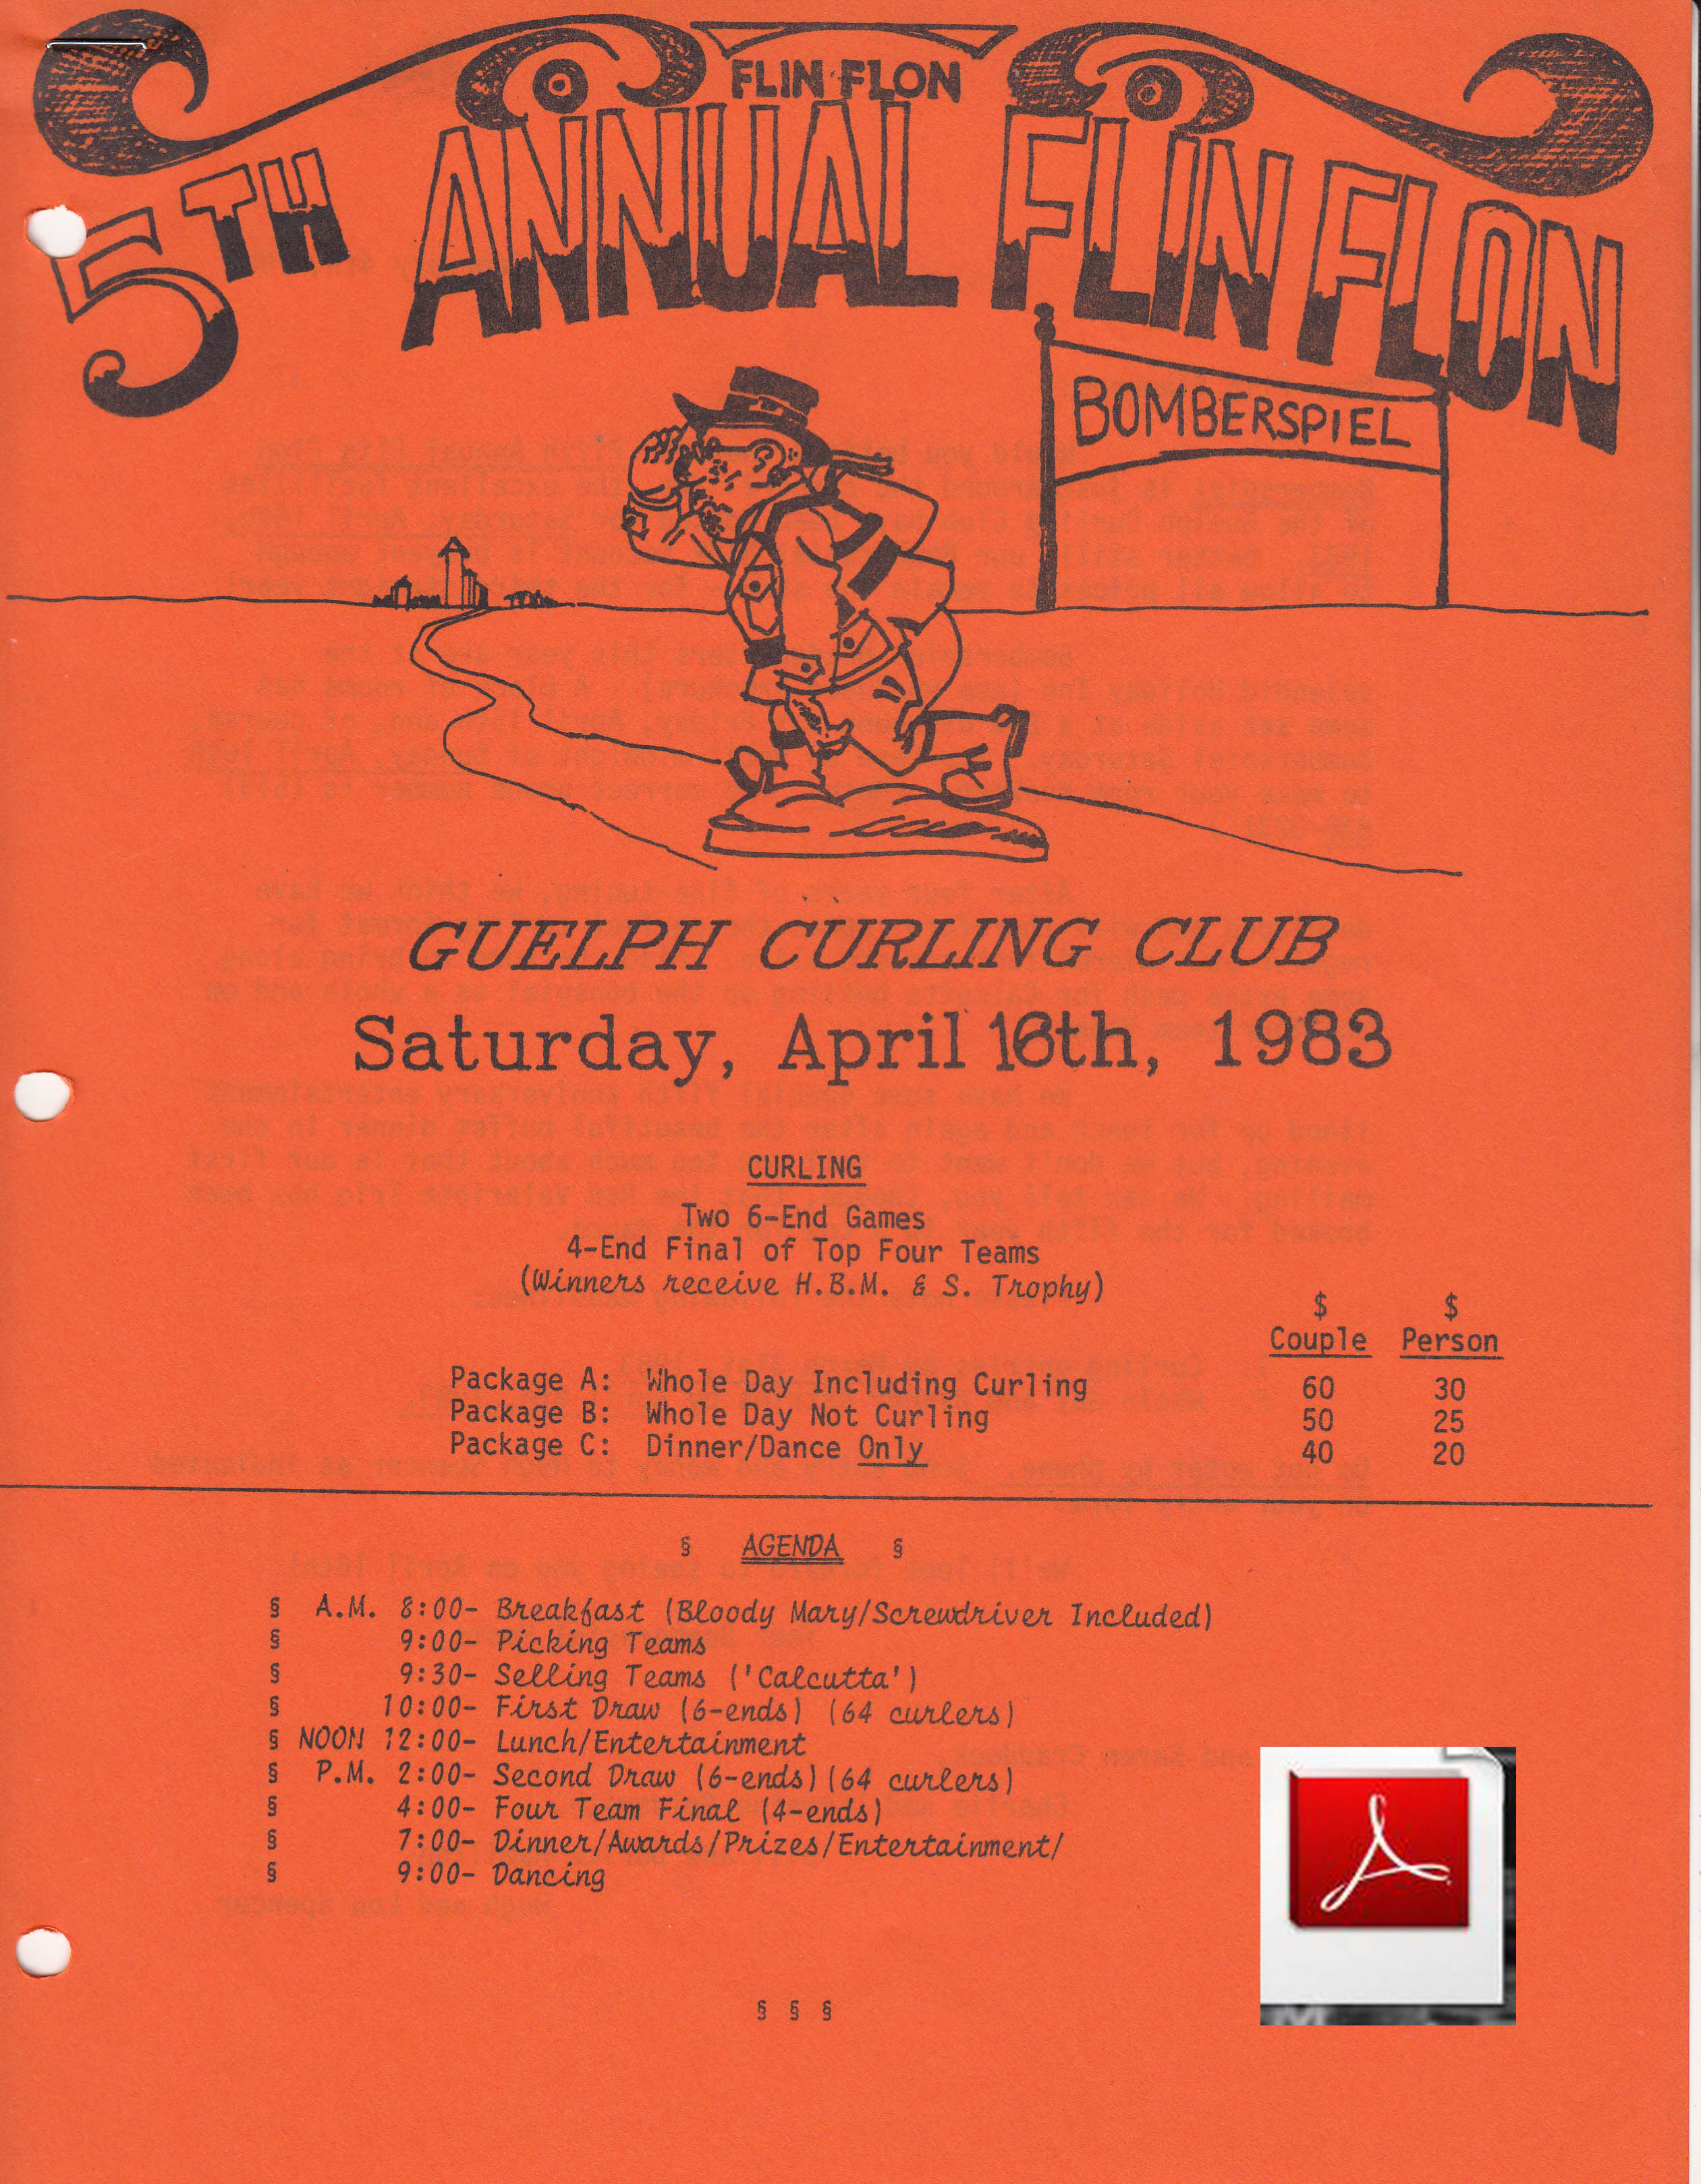 FLIN FLON
5TH ANNUAL FLIN FLON
BOMBERSPIEL
GUELPH CURLING CLUB
Saturday, April 16th, 1983
CURLING
Two 6-End Games
4-End Final of Top Four Teams
(Winners receive H.B.M. & S. Trophy)
$ $
Couple Person
Package A: Whole Day Including Curling 60 30
Package B: Whole Day Not Curling 50 25
Package C: Dinner/Dance Only 40 20
§ AGENDA §
§ A.M. 8:00- Breakfast (Bloody Mary/Screwdriver Included)
§ 9:00- Picking Teams
§ 9:30- Selling Teams ('Calcutta')
§ 10:00- First Draw (6-ends) (64 curlers)
§ NOON 12:00- Lunch/Entertainment
§ P.M. 2:00- Second Draw (6-ends) (64 curlers)
§ 4:00- Four Team Final (4-ends)
§ 7:00- Dinner/Awards/Prizes/Entertainment/
§ 9:00- Dancing
§ § §